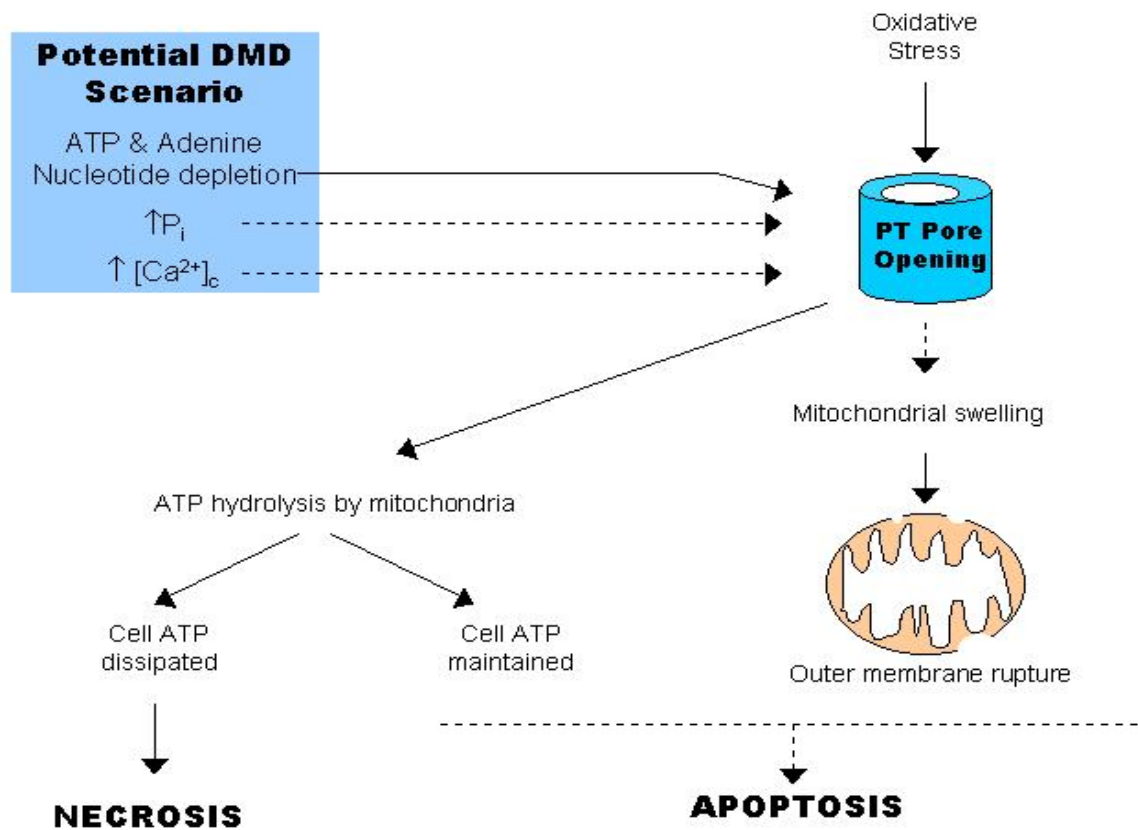 Potential DMD
Scenario
ATP & Adenine
Nucleotide depletion
↑Pᵢ
↑ [Ca²⁺]c
Oxidative
Stress
PT Pore
Opening
Mitochondrial swelling
ATP hydrolysis by mitochondria
Cell ATP
dissipated
Cell ATP
maintained
Outer membrane rupture
NECROSIS
APOPTOSIS